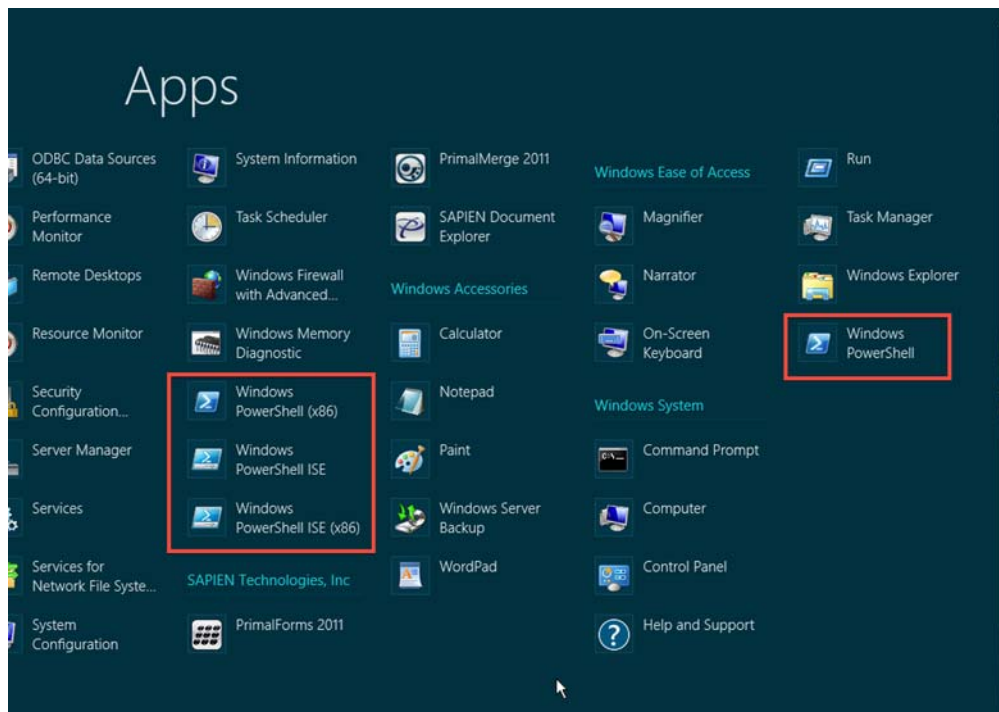 Apps
ODBC Data Sources
(64-bit)
Performance
Monitor
Remote Desktops
Resource Monitor
Security
Configuration...
Server Manager
Services
Services for
Network File Syste...
System
Configuration
System Information
Task Scheduler
Windows Firewall
with Advanced...
Windows Memory
Diagnostic
Windows
PowerShell (x86)
Windows
PowerShell ISE
Windows
PowerShell ISE (x86)
SAPIEN Technologies, Inc
PrimalForms 2011
PrimalMerge 2011
SAPIEN Document
Explorer
Windows Accessories
Calculator
Notepad
Paint
Windows Server
Backup
WordPad
Windows Ease of Access
Magnifier
Narrator
On-Screen
Keyboard
Windows System
Command Prompt
Computer
Control Panel
Help and Support
Run
Task Manager
Windows Explorer
Windows
PowerShell